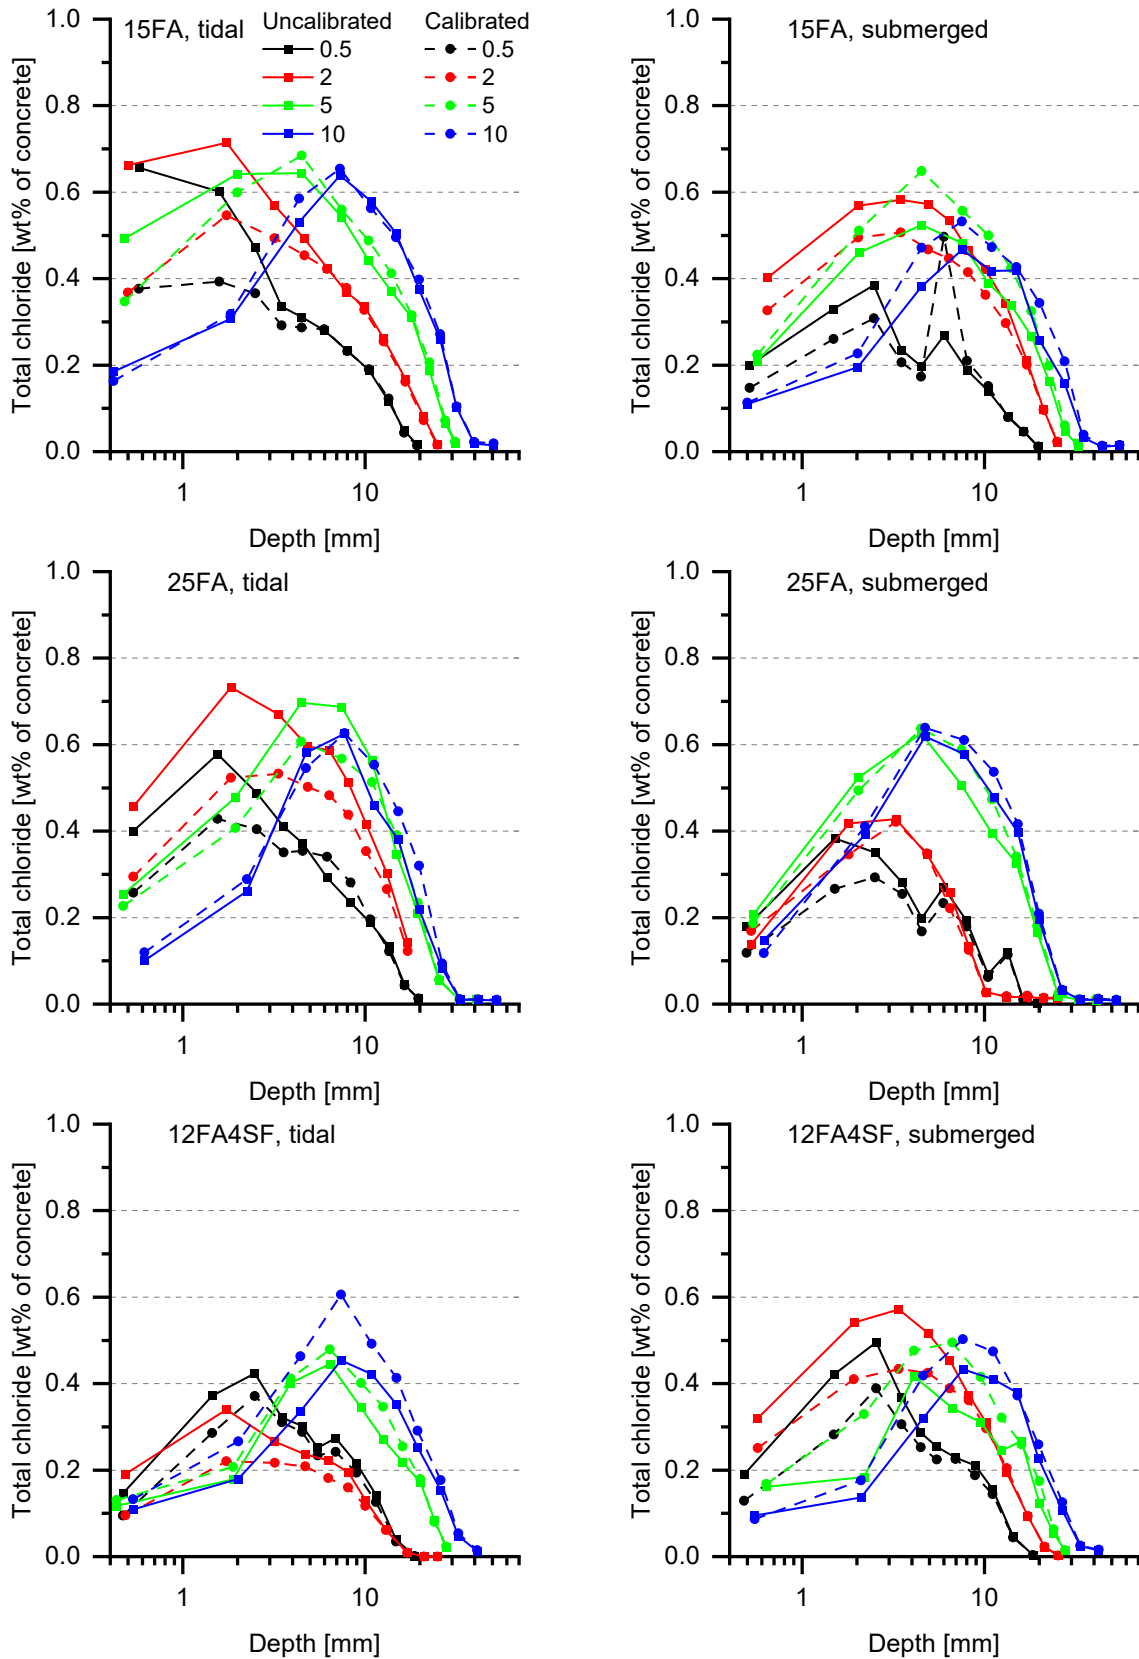 15FA, tidal
Uncalibrated Calibrated
0.5 0.5
2 2
5 5
10 10
Total chloride [wt% of concrete]
1.0
0.8
0.6
0.4
0.2
0.0
1 10
Depth [mm]
15FA, submerged
Total chloride [wt% of concrete]
1.0
0.8
0.6
0.4
0.2
0.0
1 10
Depth [mm]
25FA, tidal
Total chloride [wt% of concrete]
1.0
0.8
0.6
0.4
0.2
0.0
1 10
Depth [mm]
25FA, submerged
Total chloride [wt% of concrete]
1.0
0.8
0.6
0.4
0.2
0.0
1 10
Depth [mm]
12FA4SF, tidal
Total chloride [wt% of concrete]
1.0
0.8
0.6
0.4
0.2
0.0
1 10
Depth [mm]
12FA4SF, submerged
Total chloride [wt% of concrete]
1.0
0.8
0.6
0.4
0.2
0.0
1 10
Depth [mm]